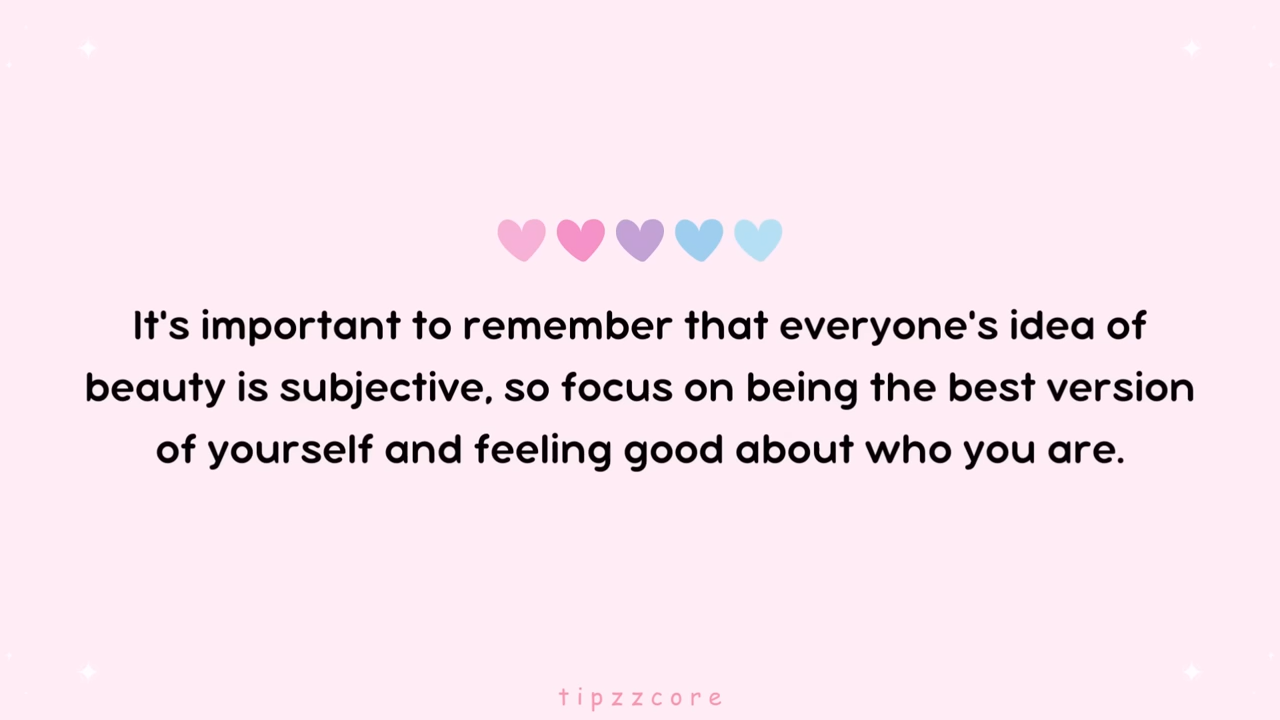 It's important to remember that everyone's idea of
beauty is subjective, so focus on being the best version
of yourself and feeling good about who you are.
tipzzcore